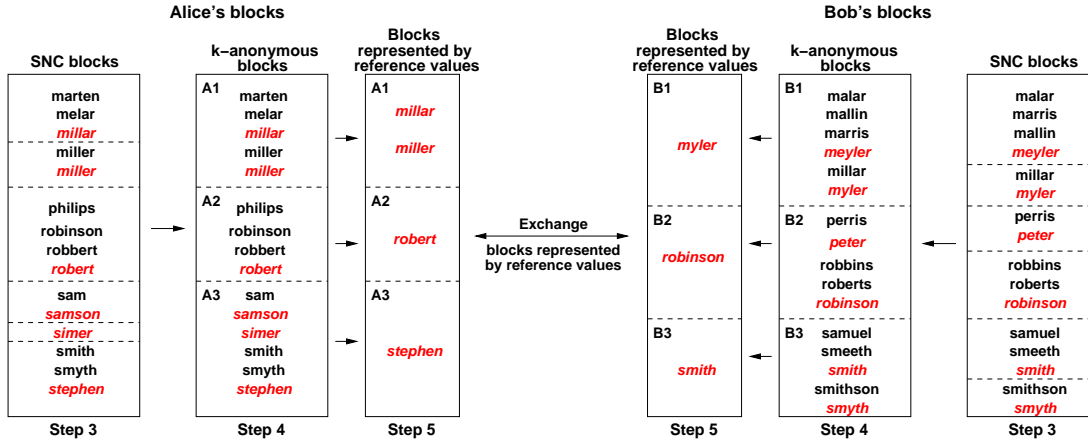 Alice's blocks
SNC blocks
marten
melar
millar
miller
miller
philips
robinson
robbert
robert
sam
samson
simer
smith
smyth
stephen
Step 3
k−anonymous
blocks
A1
marten
melar
millar
miller
miller
A2
philips
robinson
robbert
robert
A3
sam
samson
simer
smith
smyth
stephen
Step 4
Blocks
represented by
reference values
A1
millar
miller
A2
robert
A3
stephen
Step 5
Exchange
blocks represented
by reference values
Bob's blocks
Blocks
represented by
reference values
B1
myler
B2
robinson
B3
smith
Step 5
k−anonymous
blocks
B1
malar
mallin
marris
meyler
millar
myler
B2
perris
peter
robbins
roberts
robinson
B3
samuel
smeeth
smith
smithson
smyth
Step 4
SNC blocks
malar
marris
mallin
meyler
millar
myler
perris
peter
robbins
roberts
robinson
samuel
smeeth
smith
smithson
smyth
Step 3